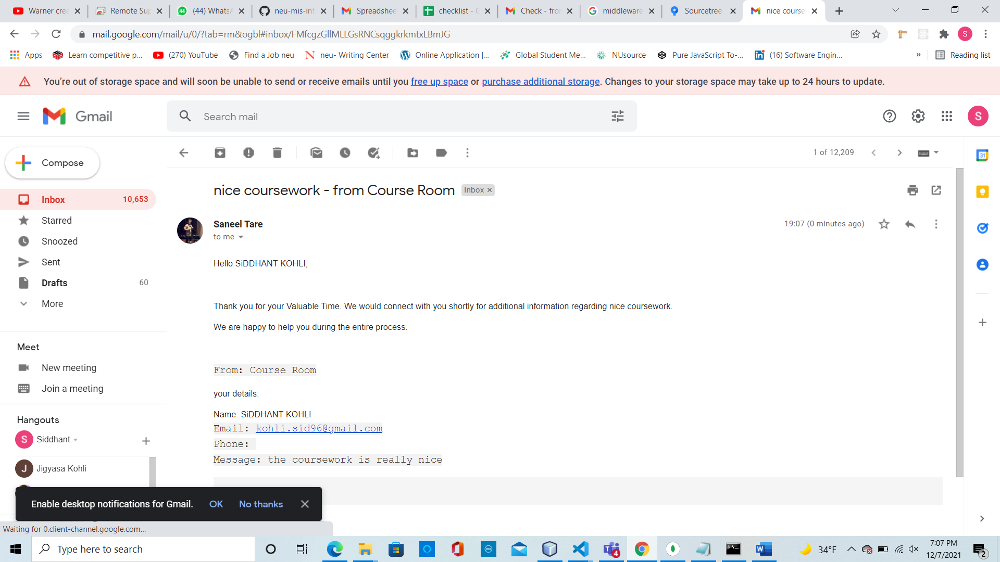 Warner crea
Remote Sup
(44) WhatsA
neu-mis-inf
Spreadshee
checklist - G
Check - from
middleware
Sourcetree
nice course
mail.google.com/mail/u/0/?tab=rm&ogbl#inbox/FMfcgzGllMLLGsRNCsqggkrkmtxLBmJG
S
Apps
Learn competitive p...
(270) YouTube
Find a Job neu
neu- Writing Center
Online Application |...
Global Student Me...
NUsource
Pure JavaScript To-...
(16) Software Engin...
»
Reading list
You're out of storage space and will soon be unable to send or receive emails until you free up space or purchase additional storage. Changes to your storage space may take up to 24 hours to update.
Gmail
Search mail
S
Compose
1 of 12,209
31
Inbox 10,653
Starred
Snoozed
Sent
Drafts 60
More
nice coursework - from Course Room
Inbox ×
Saneel Tare
19:07 (0 minutes ago)
to me
Hello SiDDHANT KOHLI,
Thank you for your Valuable Time. We would connect with you shortly for additional information regarding nice coursework.
We are happy to help you during the entire process.
From: Course Room
your details:
Name: SiDDHANT KOHLI
Email: kohli.sid96@gmail.com
Phone:
Message: the coursework is really nice
Meet
New meeting
Join a meeting
Hangouts
S Siddhant
J Jigyasa Kohli
Enable desktop notifications for Gmail. OK No thanks
Waiting for 0.client-channel.google.com...
Type here to search
4
34°F
7:07 PM
12/7/2021
2